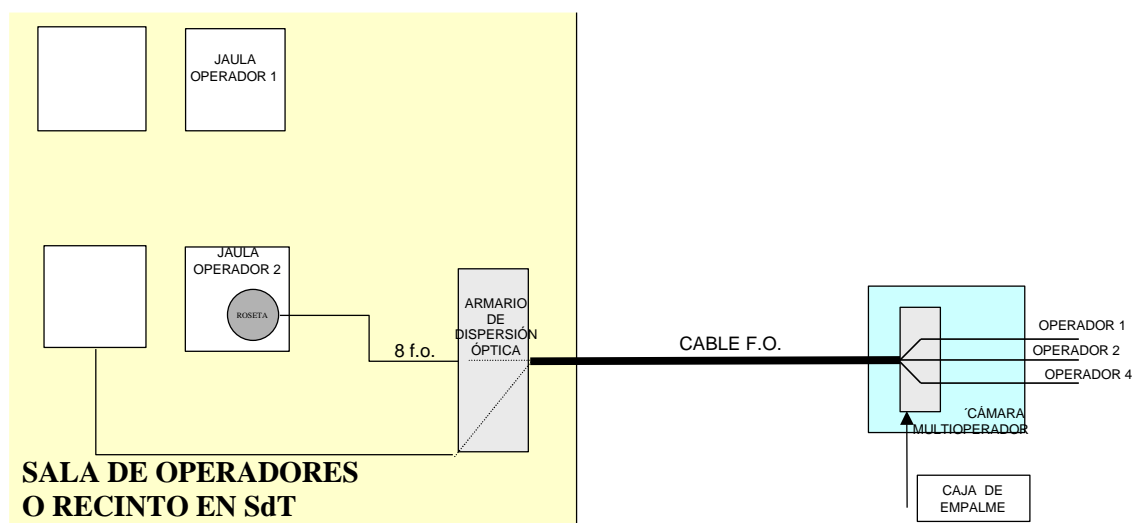 JAULA
OPERADOR 1
JAULA
OPERADOR 2
ROSETA
8 f.o.
ARMARIO
DE
DISPERSIÓN
ÓPTICA
CABLE F.O.
OPERADOR 1
OPERADOR 2
OPERADOR 4
´CÁMARA
MULTIOPERADOR
CAJA DE
EMPALME
SALA DE OPERADORES
O RECINTO EN SdT